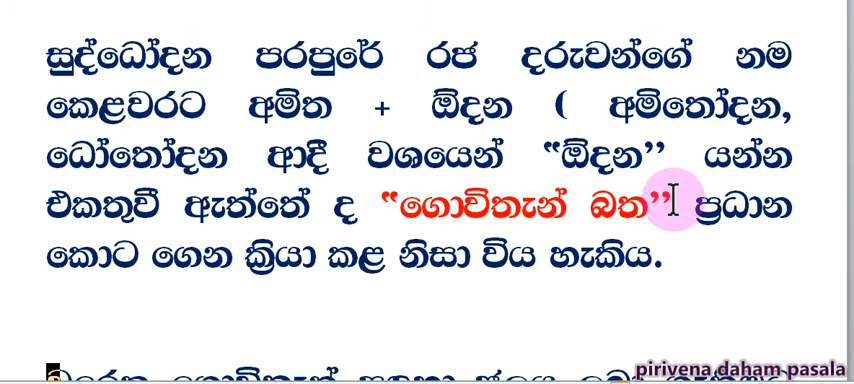 සුද්ධෝදන පරපුරේ රජ දරුවන්ගේ නම
කෙළවරට අමිත + ඕදන ( අමිතෝදන,
ධෝතෝදන ආදී වශයෙන් “ඕදන’’ යන්න
එකතුවී ඇත්තේ ද “ගොවිතැන් බත’’ ප්‍රධාන
කොට ගෙන ක්‍රියා කළ නිසා විය හැකිය.
pirivena daham pasala